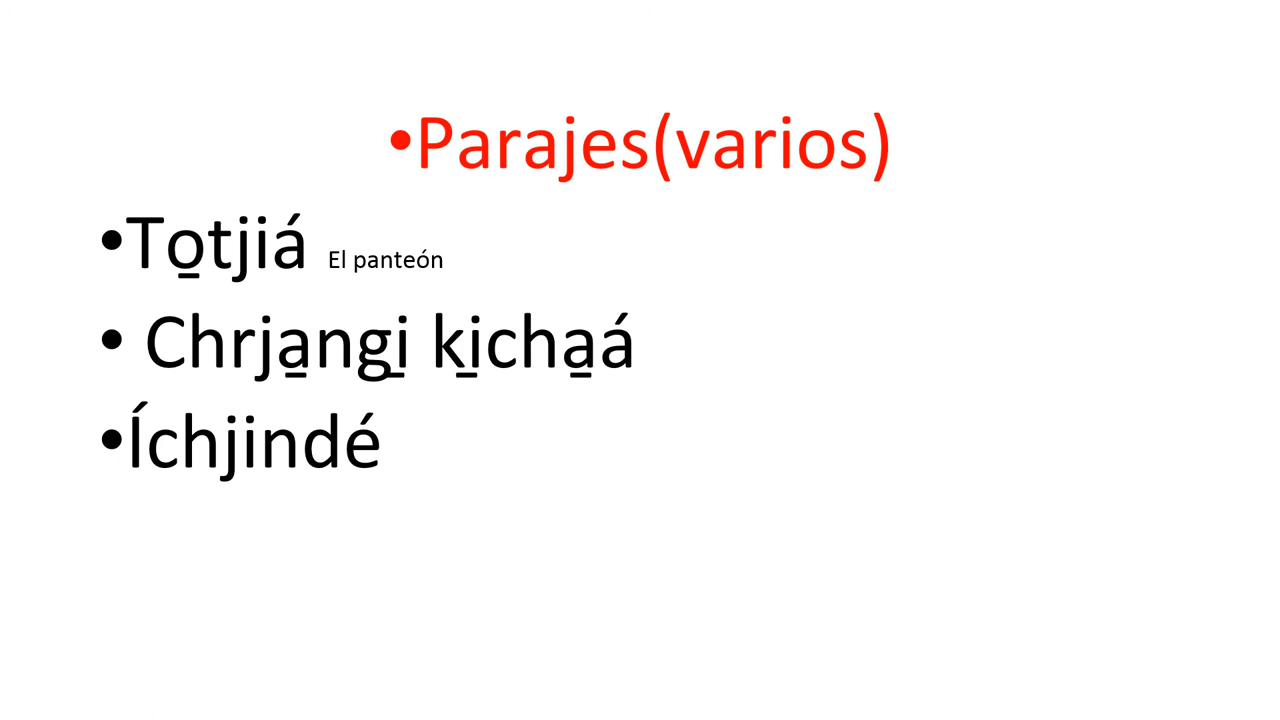 •Parajes(varios)
•To̱tjiá El panteón
• Chrja̱ngi̱ ki̱cha̱á
•Íchjindé